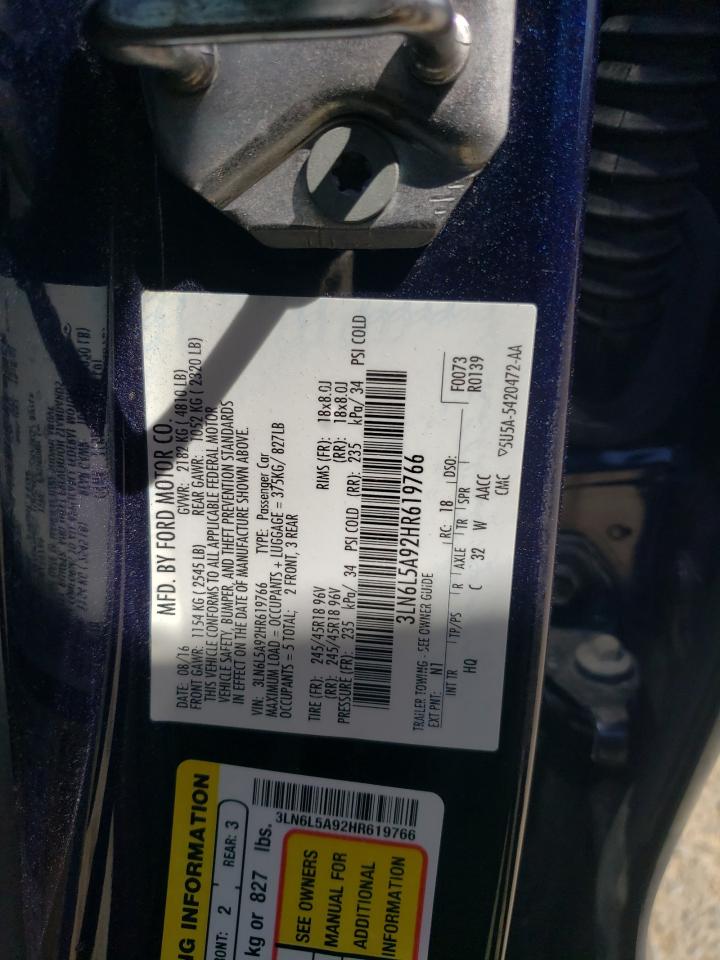 MFD. BY FORD MOTOR CO.
DATE: 08/16 GVWR: 2182 KG ( 4810 LB)
FRONT GAWR: 1154 KG ( 2545 LB) REAR GAWR: 1052 KG ( 2320 LB)
THIS VEHICLE CONFORMS TO ALL APPLICABLE FEDERAL MOTOR
VEHICLE SAFETY, BUMPER, AND THEFT PREVENTION STANDARDS
IN EFFECT ON THE DATE OF MANUFACTURE SHOWN ABOVE.
VIN: 3LN6L5A92HR619766 TYPE: Passenger Car
MAXIMUM LOAD = OCCUPANTS + LUGGAGE = 375KG/ 827LB
OCCUPANTS = 5 TOTAL: 2 FRONT, 3 REAR
TIRE (FR): 245/45R18 96V RIMS (FR): 18x8.0J
(RR): 245/45R18 96V (RR): 18x8.0J
PRESSURE (FR): 235 kPa/ 34 PSI COLD (RR): 235 kPa/ 34 PSI COLD
3LN6L5A92HR619766
TRAILER TOWING - SEE OWNER GUIDE
EXT PNT: N1 RC: 18 DSO: F0073
R0139
INT TR TP/PS R AXLE TR SPR
HQ C 32 W AACC
CMC ▽5U5A-5420472-AA
NG INFORMATION
RONT: 2 REAR: 3
kg or 827 lbs.
3LN6L5A92HR619766
SEE OWNERS
MANUAL FOR
ADDITIONAL
INFORMATION